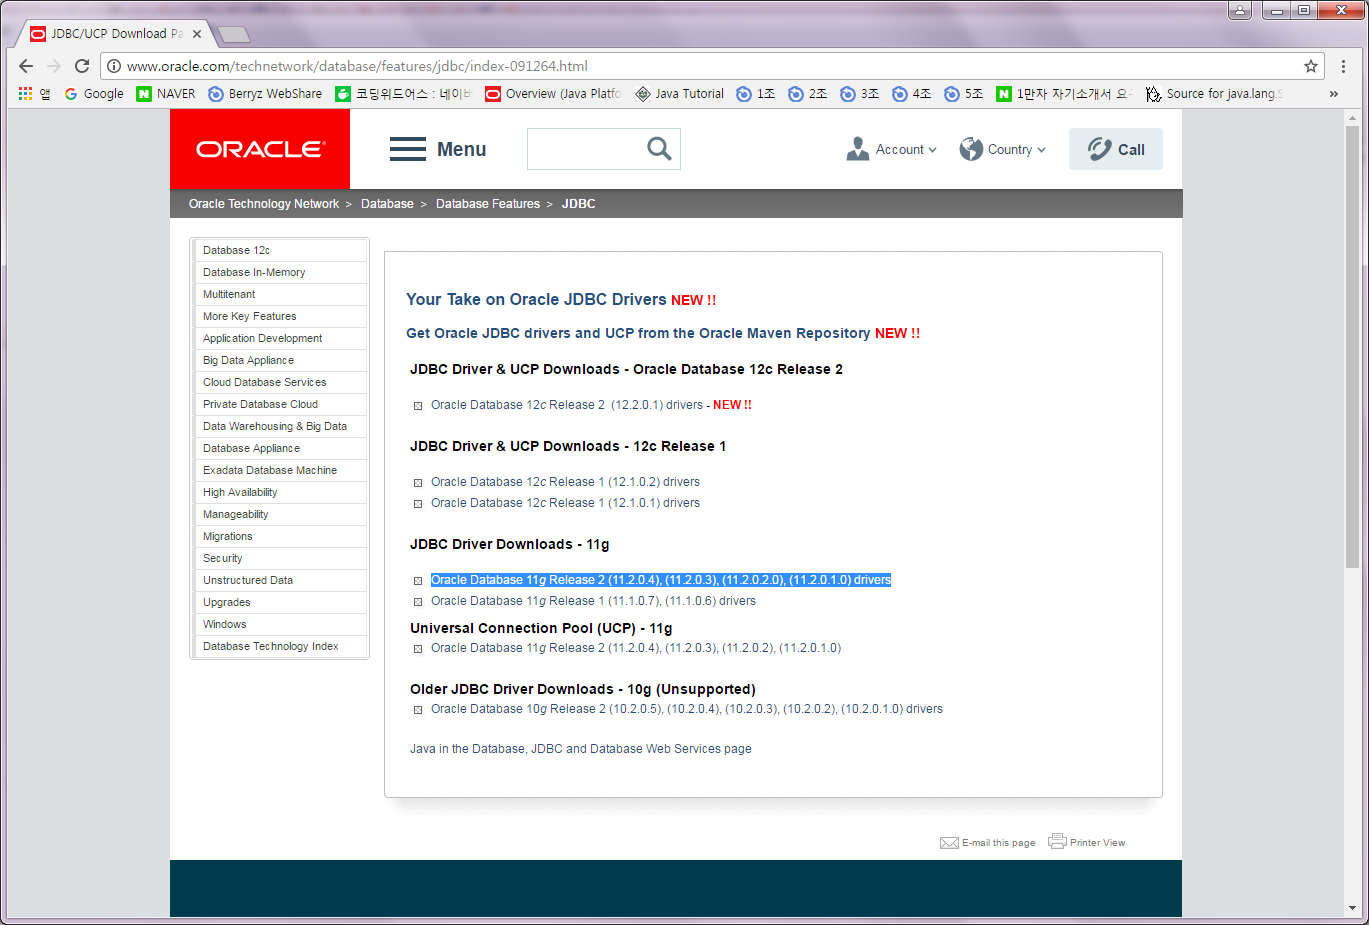 JDBC/UCP Download Pa
www.oracle.com/technetwork/database/features/jdbc/index-091264.html
앱 Google NAVER Berryz WebShare 코딩위드어스 : 네이버 Overview (Java Platfo Java Tutorial 1조 2조 3조 4조 5조 1만자 자기소개서 요 Source for java.lang.S »
ORACLE Menu Account Country Call
Oracle Technology Network > Database > Database Features > JDBC
Database 12c
Database In-Memory
Multitenant
More Key Features
Application Development
Big Data Appliance
Cloud Database Services
Private Database Cloud
Data Warehousing & Big Data
Database Appliance
Exadata Database Machine
High Availability
Manageability
Migrations
Security
Unstructured Data
Upgrades
Windows
Database Technology Index
Your Take on Oracle JDBC Drivers NEW !!
Get Oracle JDBC drivers and UCP from the Oracle Maven Repository NEW !!
JDBC Driver & UCP Downloads - Oracle Database 12c Release 2
Oracle Database 12c Release 2 (12.2.0.1) drivers - NEW !!
JDBC Driver & UCP Downloads - 12c Release 1
Oracle Database 12c Release 1 (12.1.0.2) drivers
Oracle Database 12c Release 1 (12.1.0.1) drivers
JDBC Driver Downloads - 11g
Oracle Database 11g Release 2 (11.2.0.4), (11.2.0.3), (11.2.0.2.0), (11.2.0.1.0) drivers
Oracle Database 11g Release 1 (11.1.0.7), (11.1.0.6) drivers
Universal Connection Pool (UCP) - 11g
Oracle Database 11g Release 2 (11.2.0.4), (11.2.0.3), (11.2.0.2), (11.2.0.1.0)
Older JDBC Driver Downloads - 10g (Unsupported)
Oracle Database 10g Release 2 (10.2.0.5), (10.2.0.4), (10.2.0.3), (10.2.0.2), (10.2.0.1.0) drivers
Java in the Database, JDBC and Database Web Services page
E-mail this page Printer View